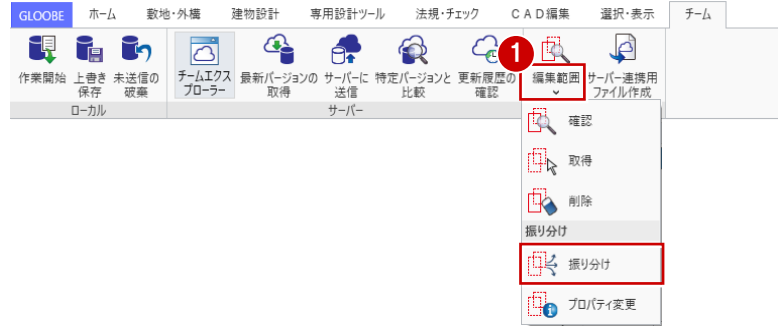 GLOOBE ホーム 敷地・外構 建物設計 専用設計ツール 法規・チェック ＣＡＤ編集 選択・表示 チーム
1
作業開始 上書き保存 未送信の破棄 チームエクスプローラー 最新バージョンの取得 サーバーに送信 特定バージョンと比較 更新履歴の確認 編集範囲 サーバー連携用ファイル作成
ローカル サーバー
確認
取得
削除
振り分け
振り分け
プロパティ変更